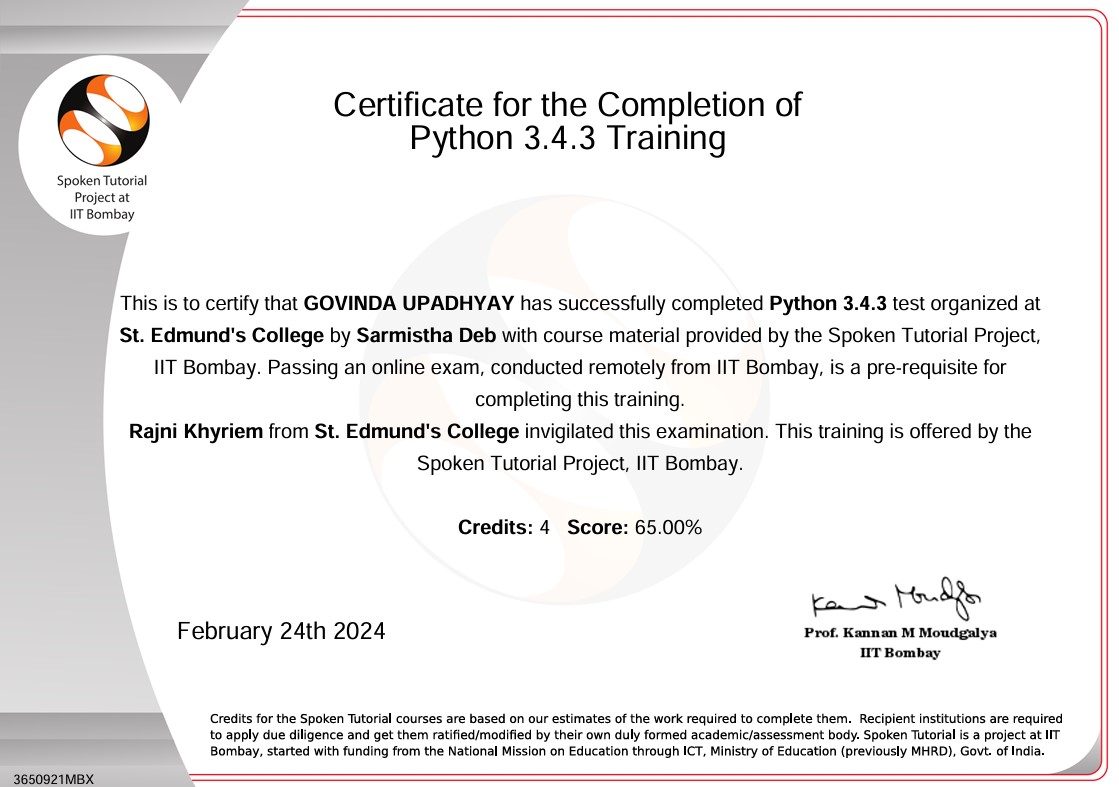 Spoken Tutorial
Project at
IIT Bombay
Certificate for the Completion of
Python 3.4.3 Training
This is to certify that GOVINDA UPADHYAY has successfully completed Python 3.4.3 test organized at
St. Edmund's College by Sarmistha Deb with course material provided by the Spoken Tutorial Project,
IIT Bombay. Passing an online exam, conducted remotely from IIT Bombay, is a pre-requisite for
completing this training.
Rajni Khyriem from St. Edmund's College invigilated this examination. This training is offered by the
Spoken Tutorial Project, IIT Bombay.
Credits: 4 Score: 65.00%
February 24th 2024
Kannan Moudgalya
Prof. Kannan M Moudgalya
IIT Bombay
Credits for the Spoken Tutorial courses are based on our estimates of the work required to complete them. Recipient institutions are required
to apply due diligence and get them ratified/modified by their own duly formed academic/assessment body. Spoken Tutorial is a project at IIT
Bombay, started with funding from the National Mission on Education through ICT, Ministry of Education (previously MHRD), Govt. of India.
3650921MBX